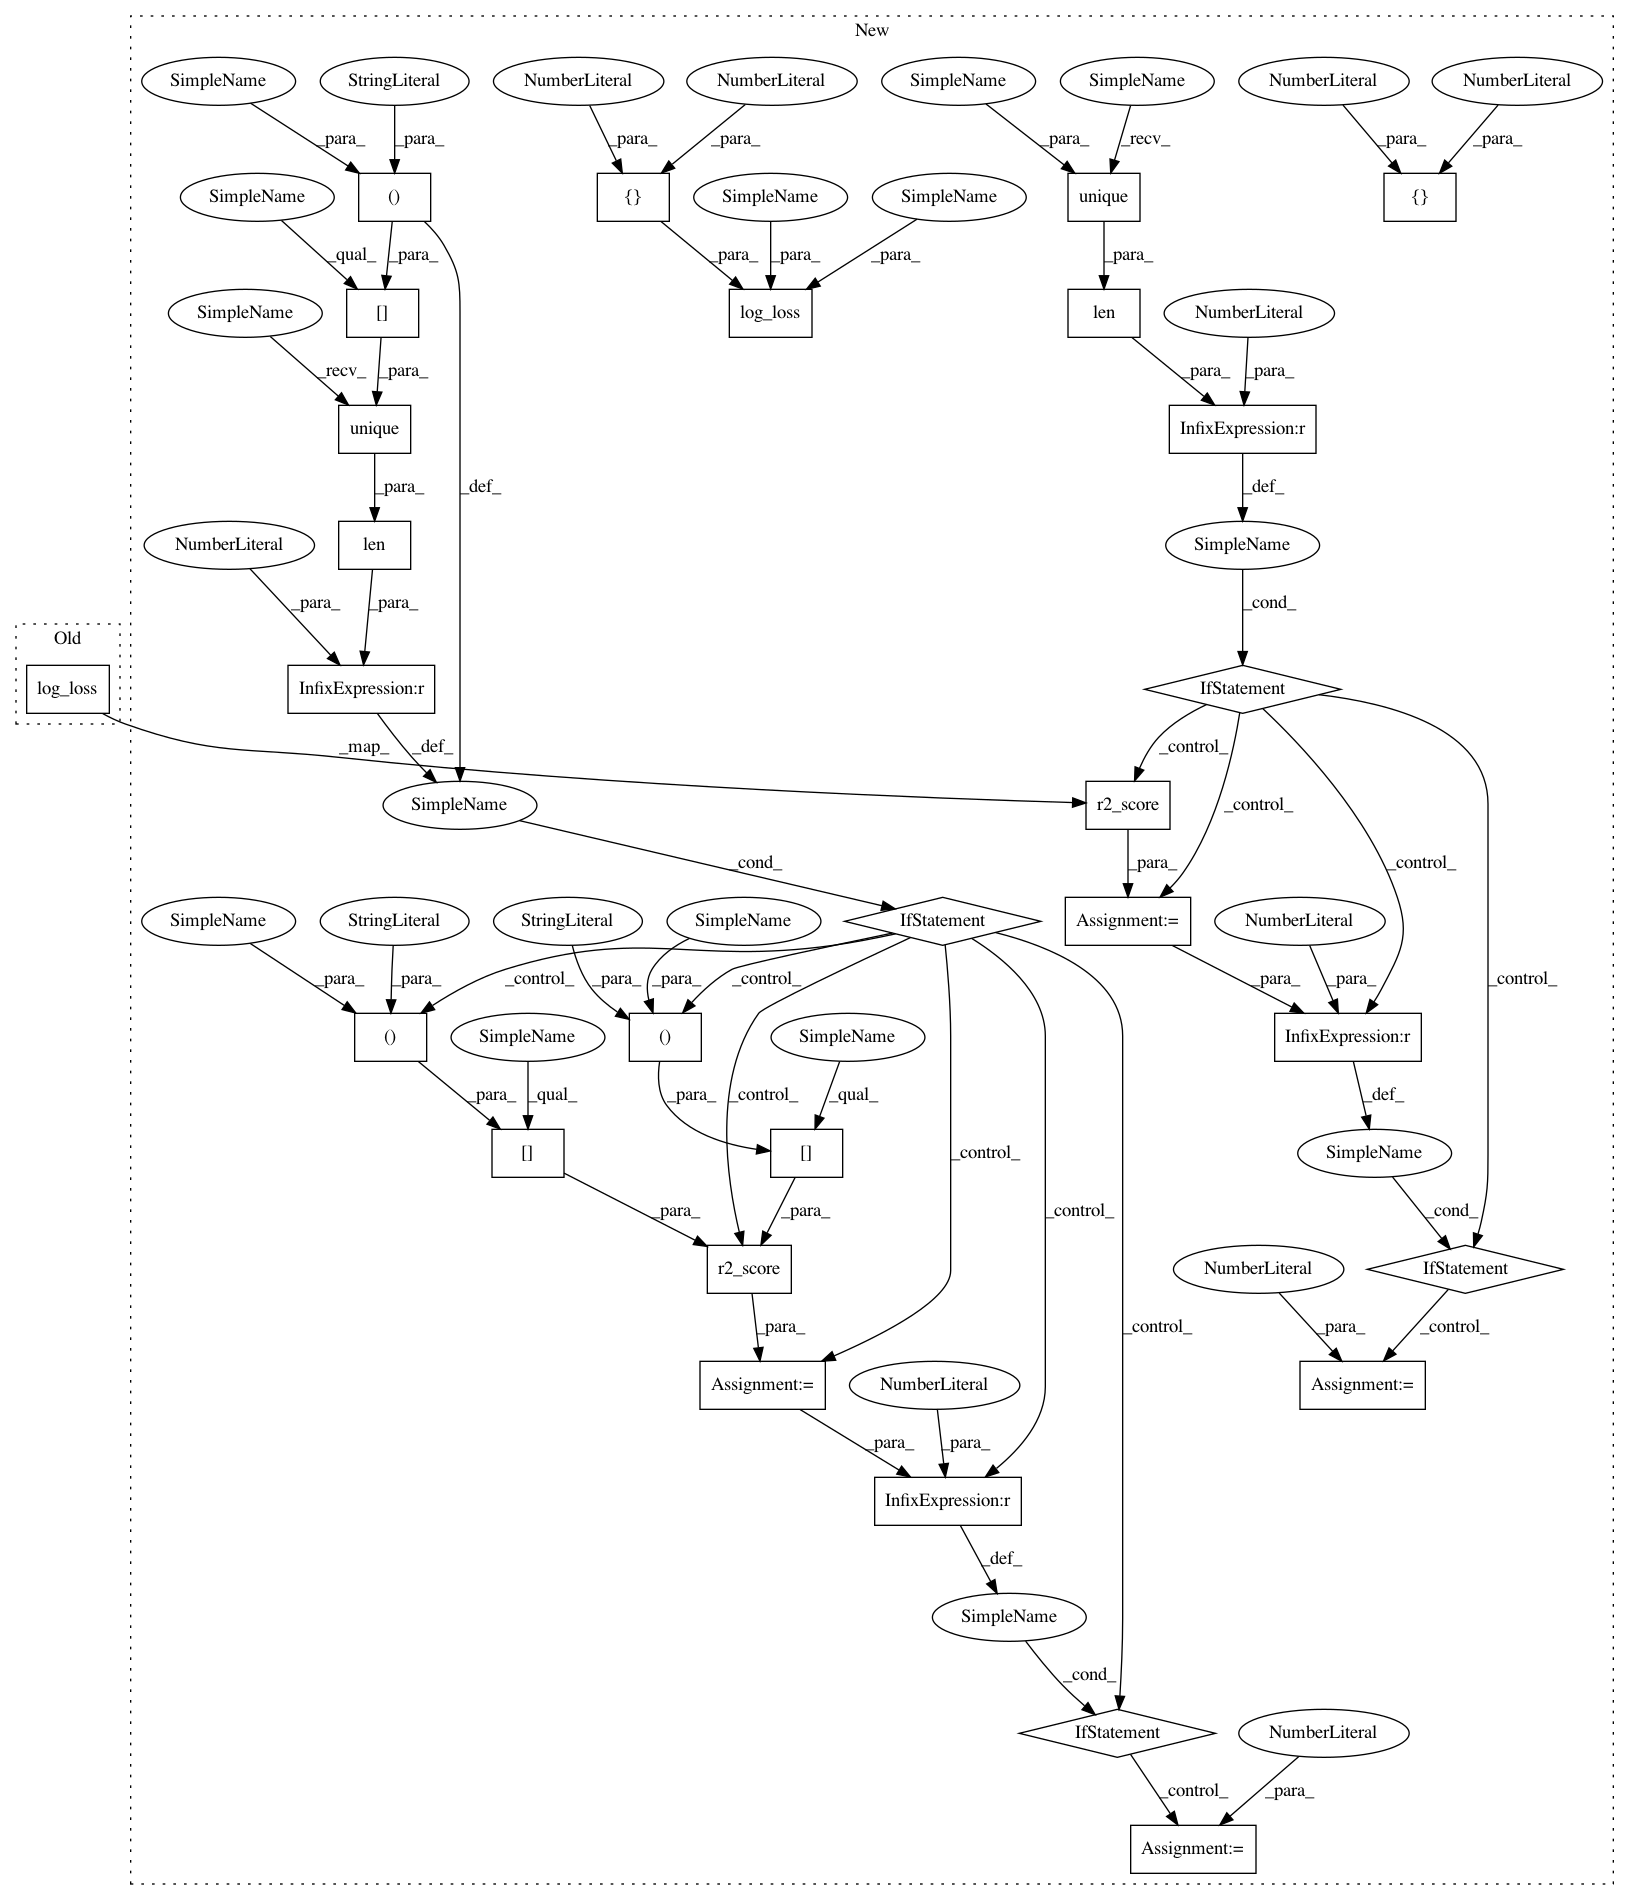 New
SimpleName StringLiteral NumberLiteral NumberLiteral SimpleName SimpleName NumberLiteral NumberLiteral
_para_ _para_ _para_ _para_ _para_ _recv_ _para_ _para_
SimpleName () {} SimpleName SimpleName unique {}
_qual_ _para_ _para_ _para_ _para_ _para_
SimpleName [] log_loss len NumberLiteral
_recv_ _para_ _para_ _para_
unique InfixExpression:r
_para_ _def_ _def_
NumberLiteral len SimpleName
_para_ _para_ _cond_
Old
log_loss InfixExpression:r IfStatement
_map_ _def_ _control_
SimpleName r2_score _control_
_cond_ _para_ _control_
SimpleName StringLiteral StringLiteral SimpleName IfStatement Assignment:= NumberLiteral
_para_ _para_ _control_ _para_ _para_ _control_ _para_ _para_ _control_
() SimpleName () SimpleName InfixExpression:r
_para_ _qual_ _para_ _control_ _qual_ _def_
[] [] _control_ SimpleName
_para_ _para_ _control_ _cond_
r2_score NumberLiteral IfStatement
_para_ _control_ _para_ _control_
Assignment:= NumberLiteral Assignment:=
_para_ _para_
InfixExpression:r
_def_
SimpleName
_cond_
IfStatement NumberLiteral
_control_ _para_
Assignment:=